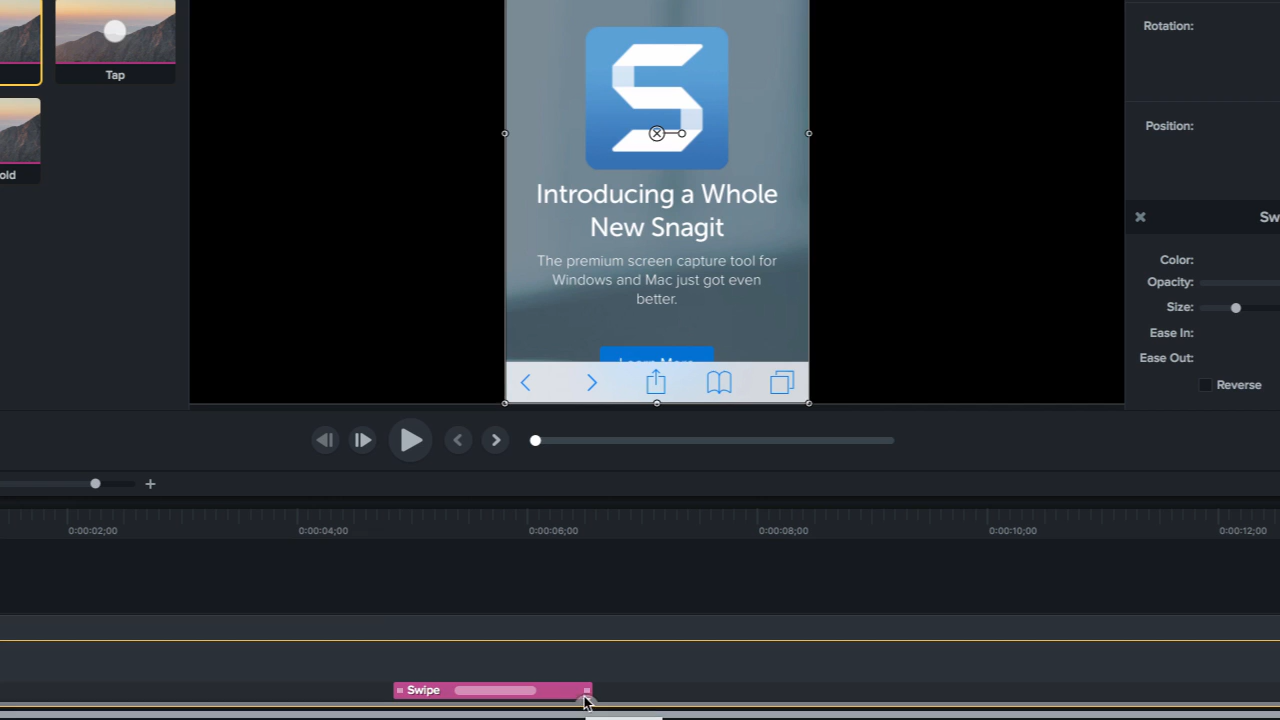 Tap
old
Introducing a Whole
New Snagit
The premium screen capture tool for
Windows and Mac just got even
better.
Learn More
Rotation:
Position:
Sw
Color:
Opacity:
Size:
Ease In:
Ease Out:
Reverse
0:00:02;00
0:00:04;00
0:00:06;00
0:00:08;00
0:00:10;00
0:00:12;00
Swipe